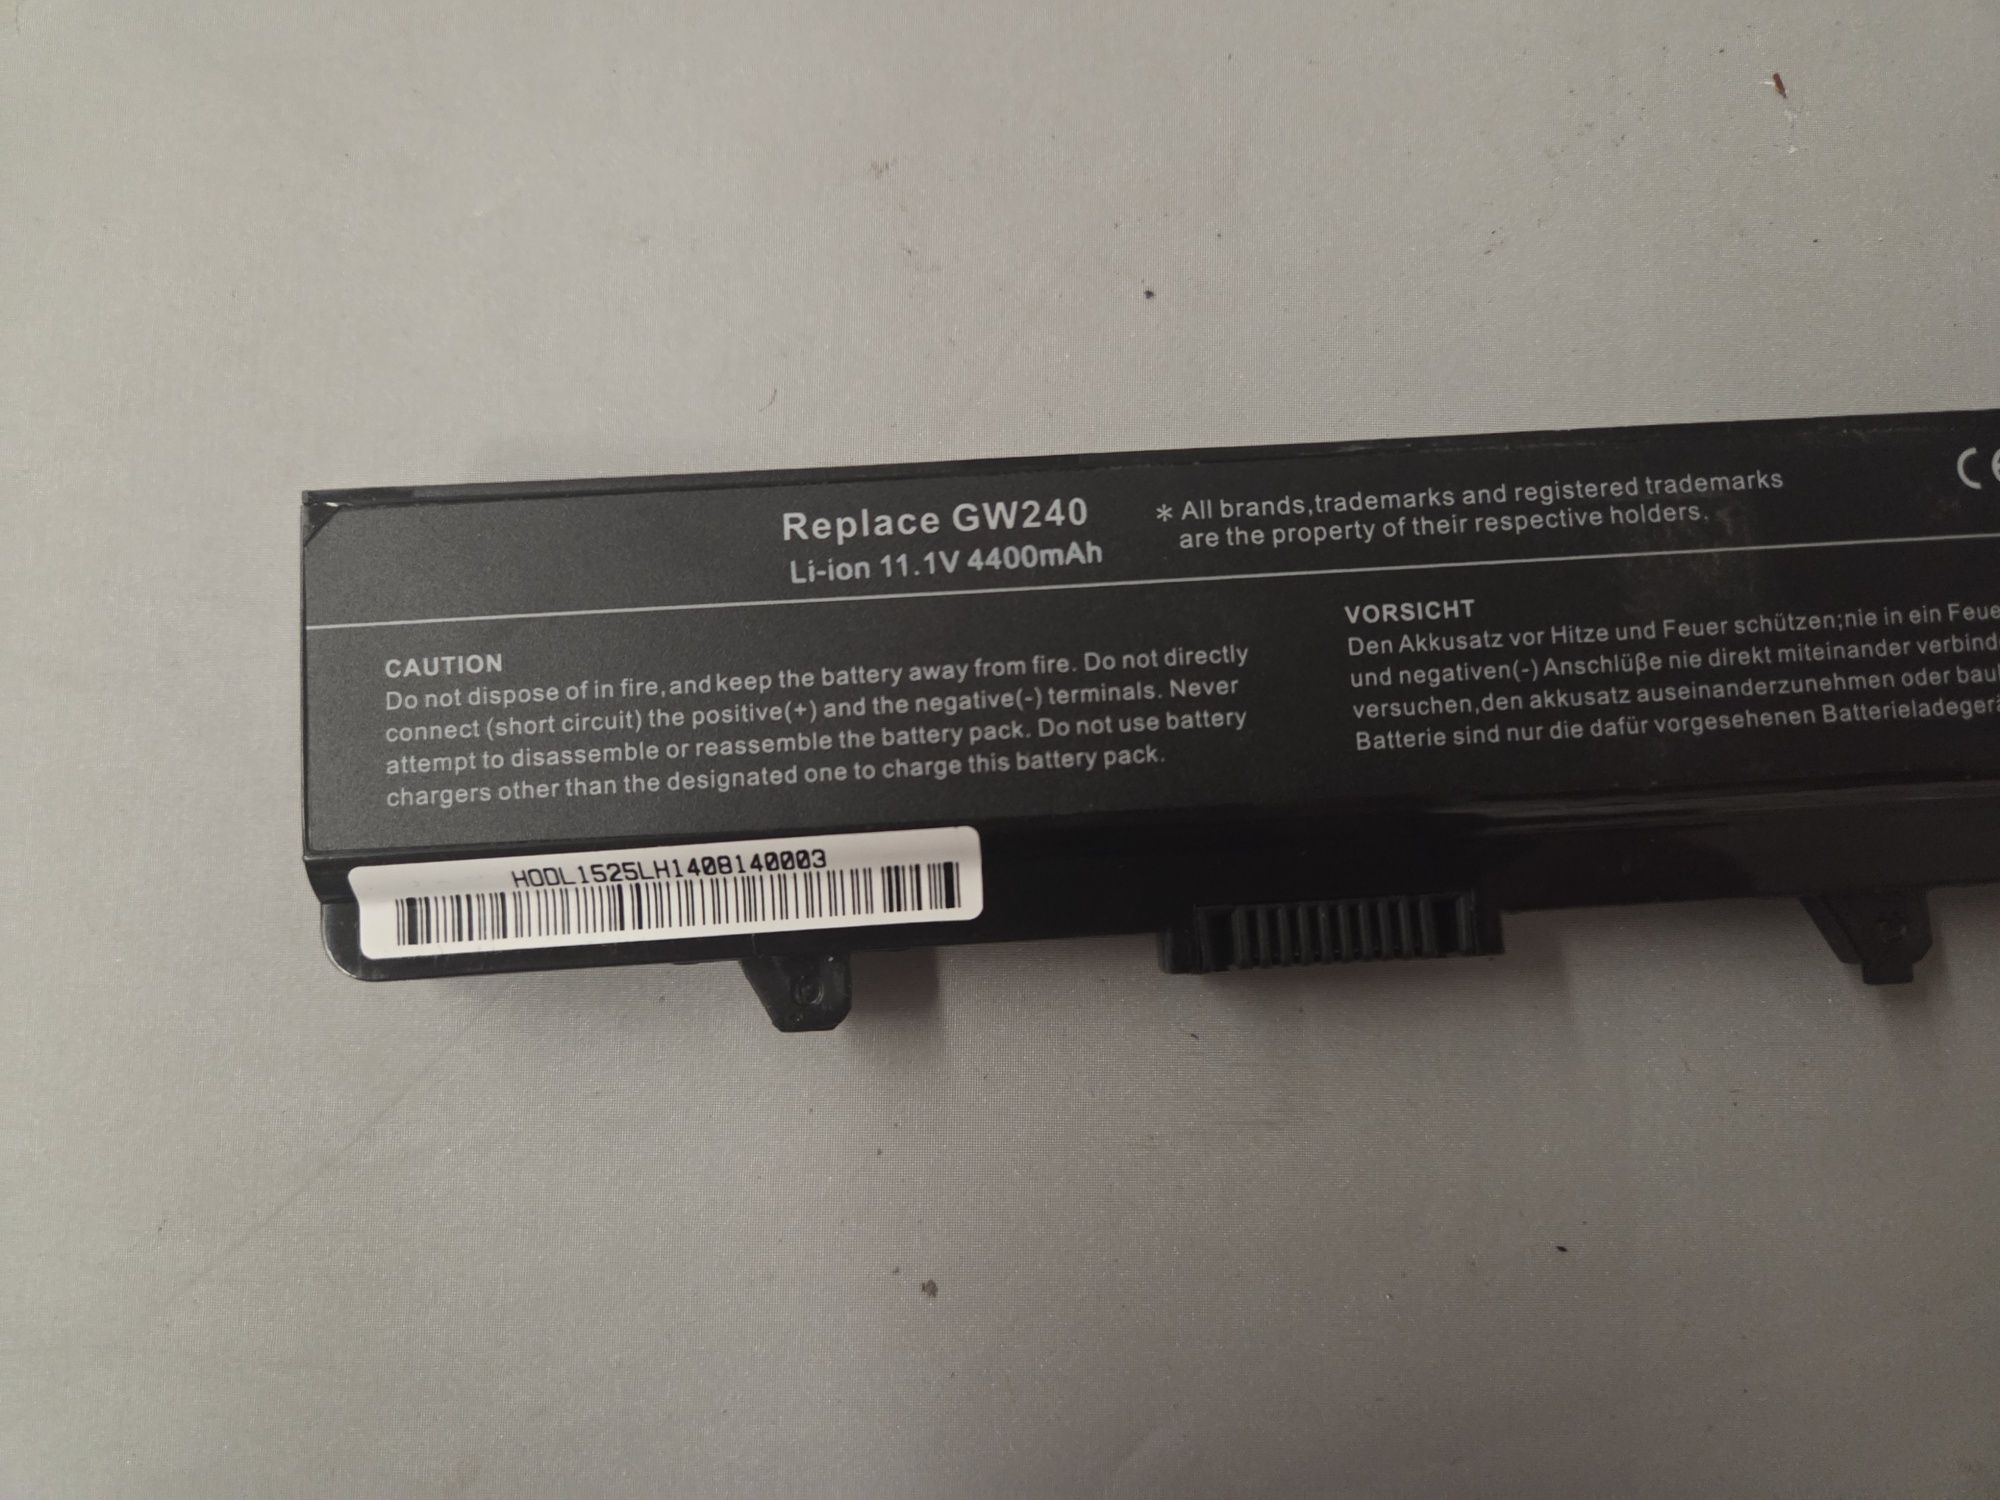 Replace GW240
Li-ion 11.1V 4400mAh
* All brands,trademarks and registered trademarks
are the property of their respective holders.
CE
CAUTION
Do not dispose of in fire,and keep the battery away from fire. Do not directly
connect (short circuit) the positive(+) and the negative(-) terminals. Never
attempt to disassemble or reassemble the battery pack. Do not use battery
chargers other than the designated one to charge this battery pack.
VORSICHT
Den Akkusatz vor Hitze und Feuer schützen;nie in ein Feue
und negativen(-) Anschlüße nie direkt miteinander verbind
versuchen,den akkusatz auseinanderzunehmen oder bau
Batterie sind nur die dafür vorgesehenen Batterieladeger
HODL1525LH1408140003